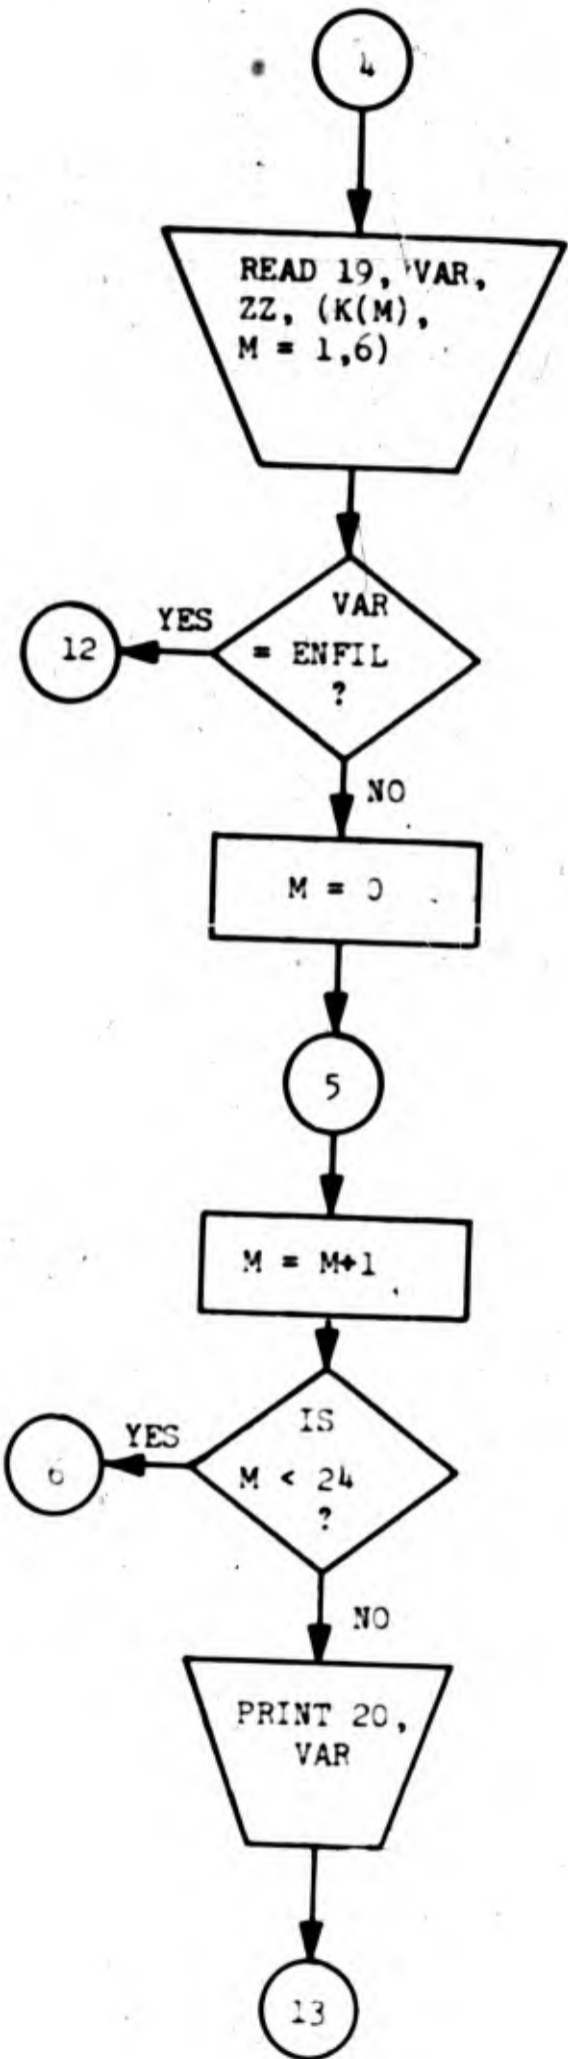 4
READ 19, VAR,
ZZ, (K(M),
M = 1,6)
VAR
= ENFIL
?
YES
12
NO
M = 0
5
M = M+1
IS
M < 24
?
YES
6
NO
PRINT 20,
VAR
13